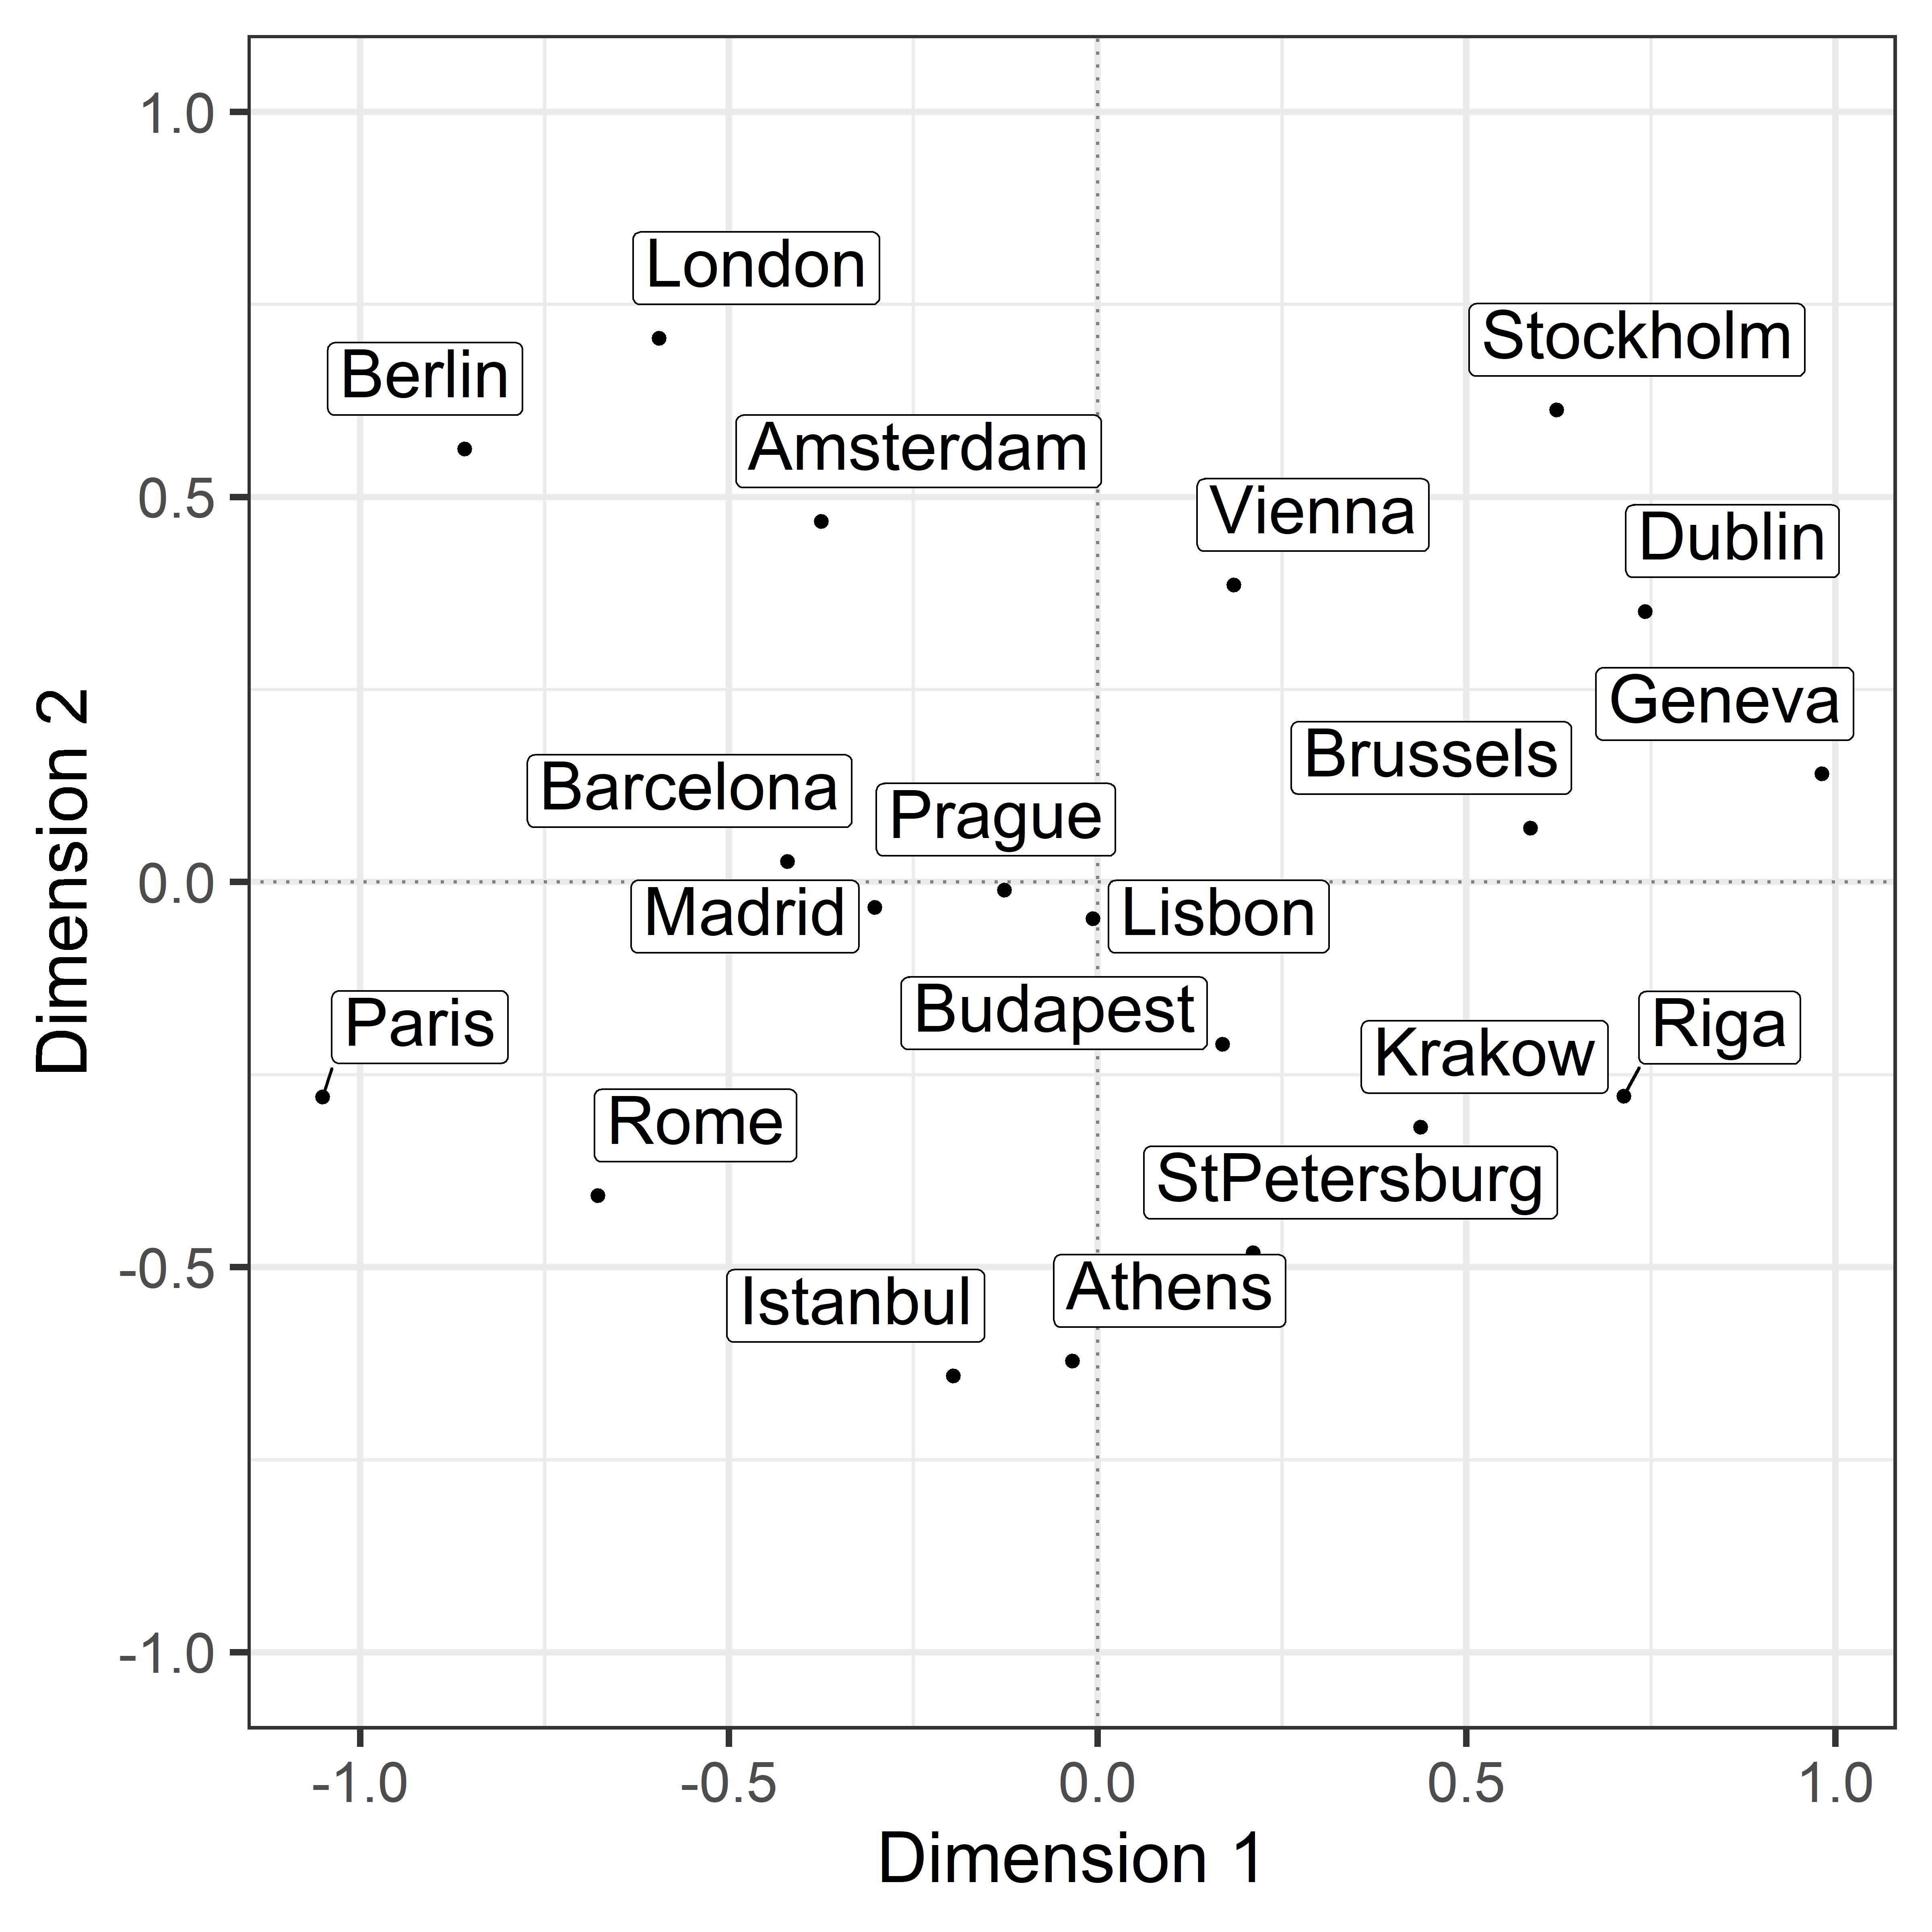 1.0
0.5
0.0
-0.5
-1.0
Dimension 2
London
Stockholm
Berlin
Amsterdam
Vienna
Dublin
Geneva
Brussels
Barcelona
Prague
Madrid
Lisbon
Budapest
Paris
Riga
Krakow
Rome
StPetersburg
Athens
Istanbul
-1.0
-0.5
0.0
0.5
1.0
Dimension 1